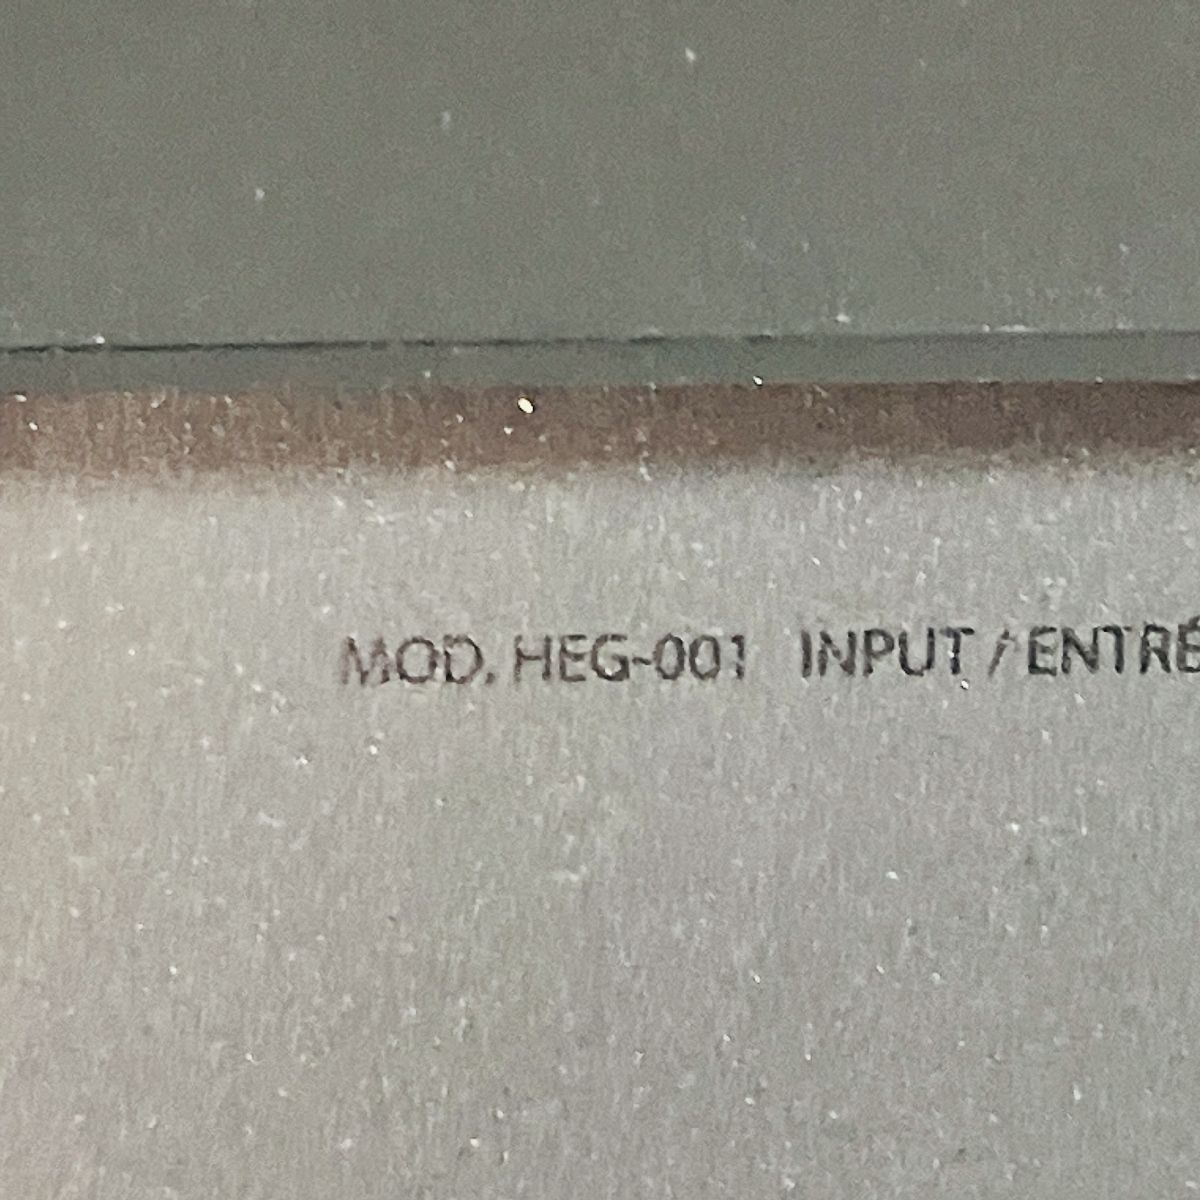 MOD. HEG-001 INPUT / ENTRÉ